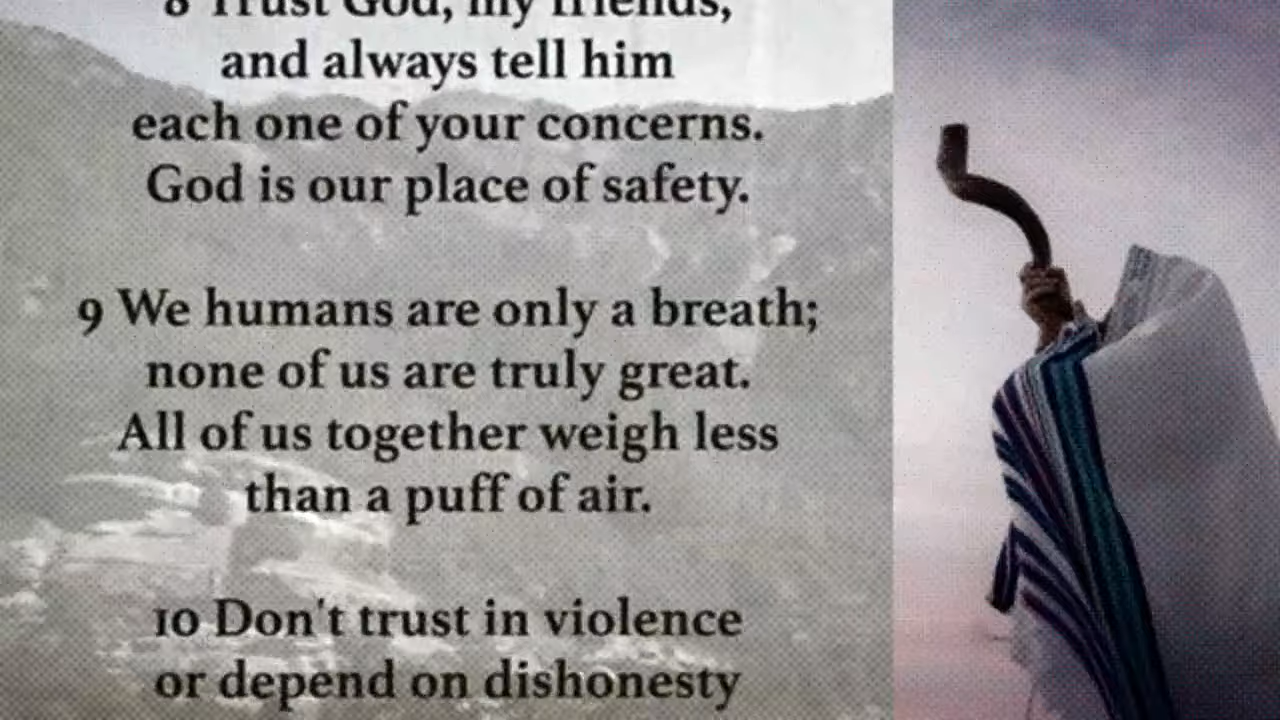 8 Trust God, my friends,
and always tell him
each one of your concerns.
God is our place of safety.
9 We humans are only a breath;
none of us are truly great.
All of us together weigh less
than a puff of air.
10 Don't trust in violence
or depend on dishonesty